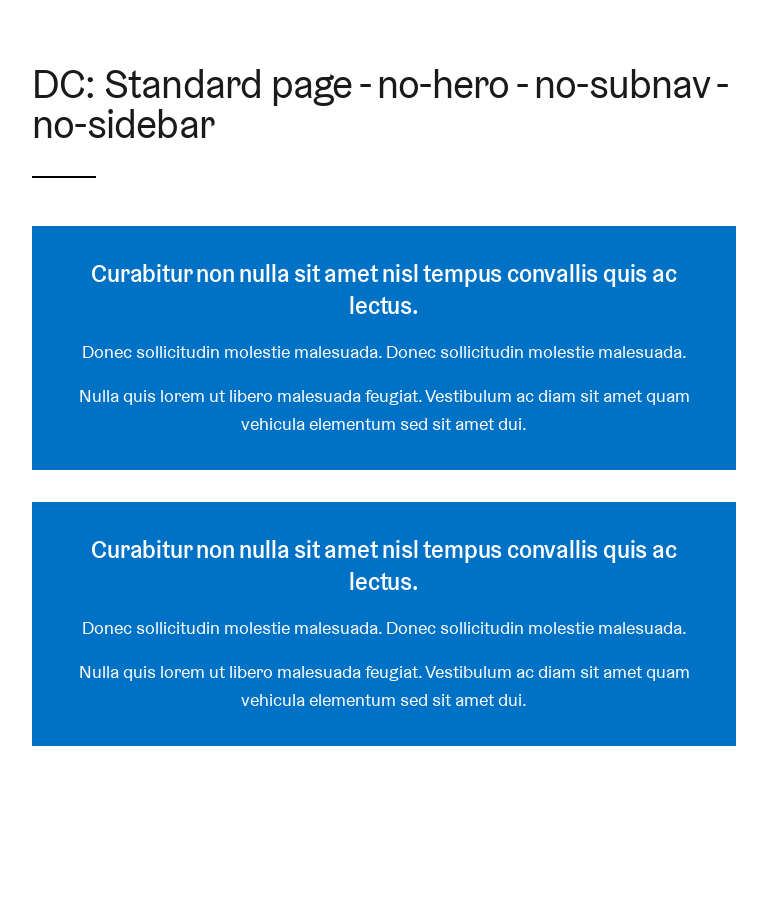 DC: Standard page - no-hero - no-subnav -
no-sidebar
Curabitur non nulla sit amet nisl tempus convallis quis ac
lectus.
Donec sollicitudin molestie malesuada. Donec sollicitudin molestie malesuada.
Nulla quis lorem ut libero malesuada feugiat. Vestibulum ac diam sit amet quam
vehicula elementum sed sit amet dui.
Curabitur non nulla sit amet nisl tempus convallis quis ac
lectus.
Donec sollicitudin molestie malesuada. Donec sollicitudin molestie malesuada.
Nulla quis lorem ut libero malesuada feugiat. Vestibulum ac diam sit amet quam
vehicula elementum sed sit amet dui.